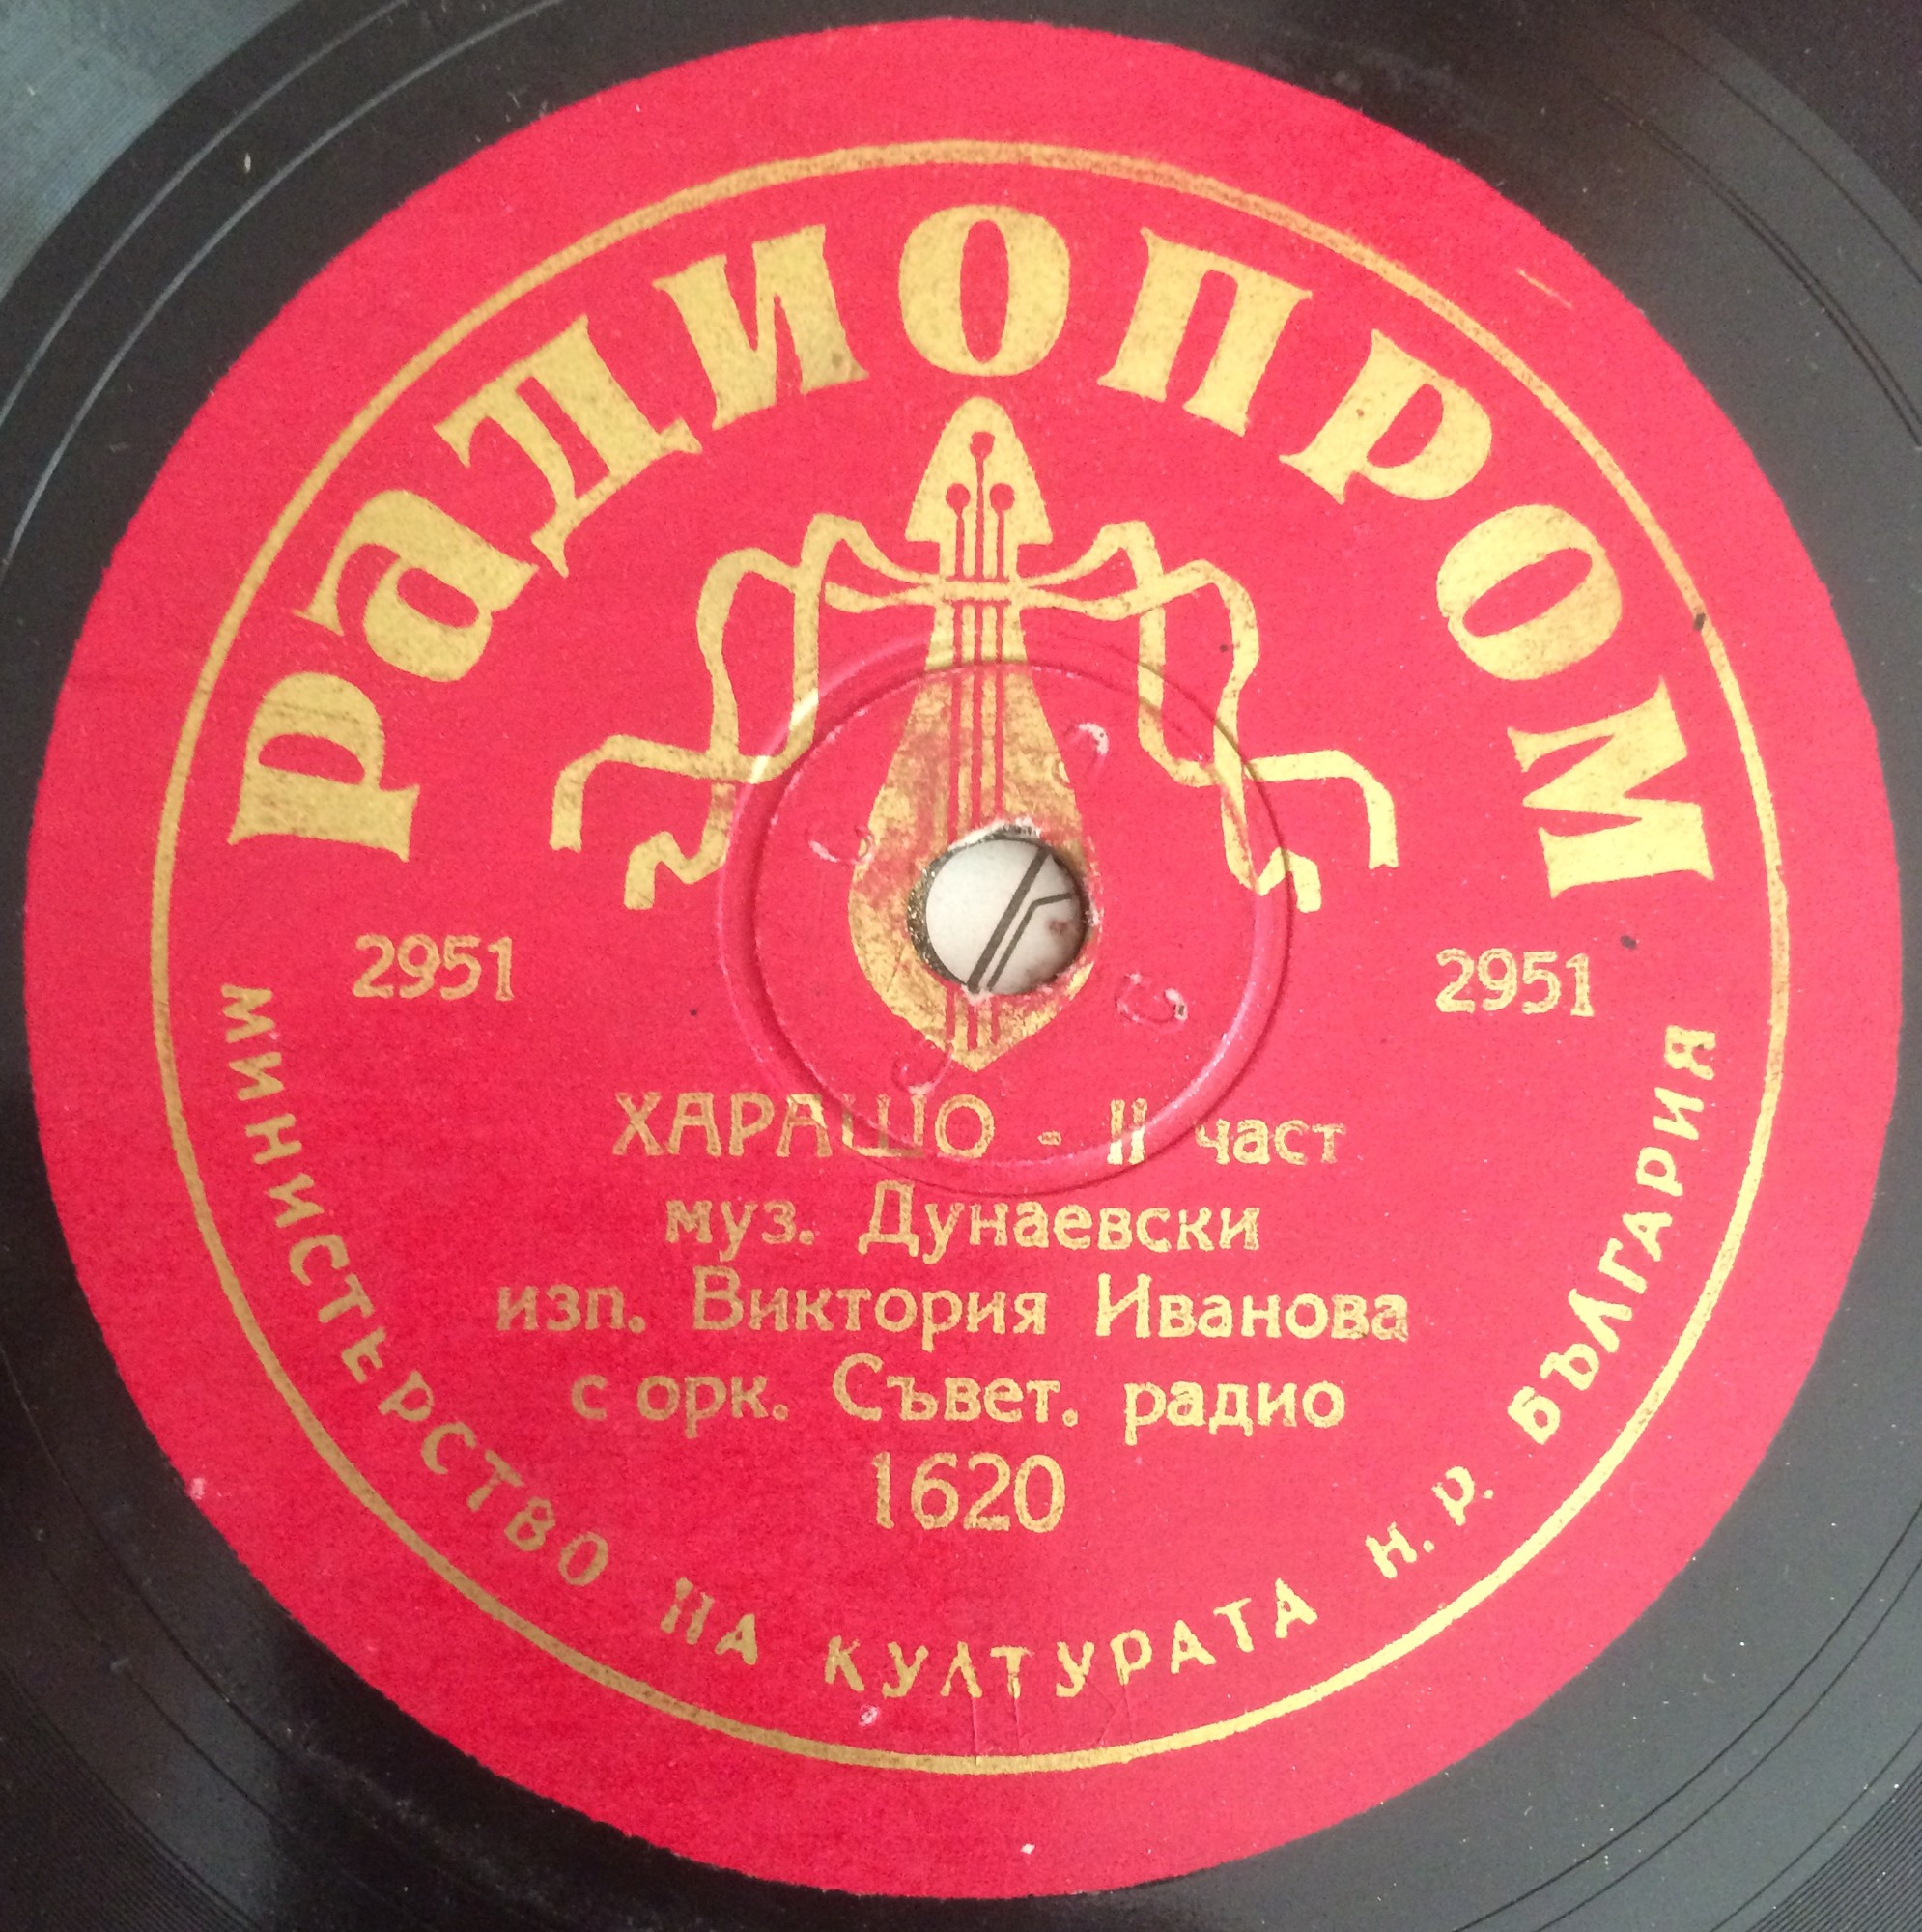 РАДИОПРОМ
2951 2951
ХАРАШО - II част
муз. Дунаевски
изп. Виктория Иванова
с орк. Съвет. радио
1620
МИНИСТЕРСТВО НА КУЛТУРАТА Н. Р. БЪЛГАРИЯ